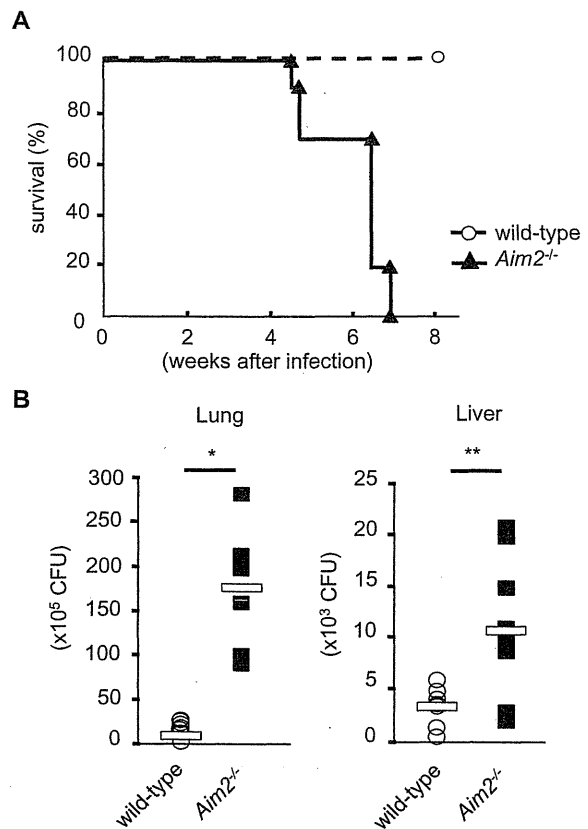 A
survival (%)
100
80
60
40
20
0
0 2 4 6 8
(weeks after infection)
wild-type
Aim2-/-
B
Lung
*
(x10⁵ CFU)
300
250
200
150
100
50
0
wild-type
Aim2-/-
Liver
**
(x10³ CFU)
25
20
15
10
5
0
wild-type
Aim2-/-